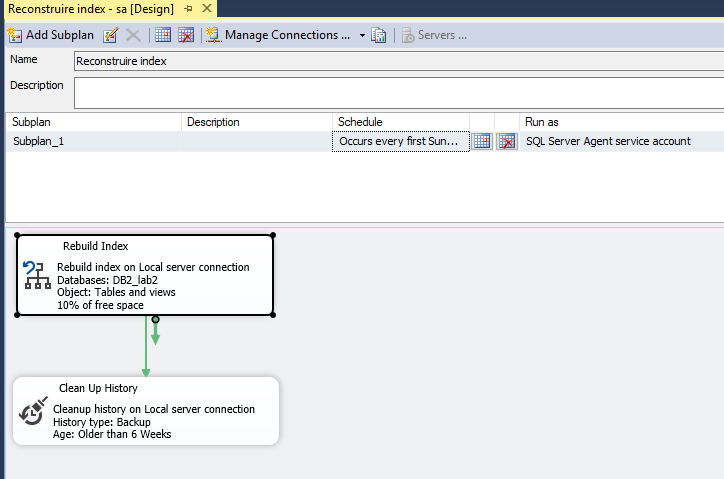 Reconstruire index - sa [Design]
Add Subplan
Manage Connections ...
Servers ...
Name
Reconstruire index
Description
Subplan Description Schedule Run as
Subplan_1 Occurs every first Sun... SQL Server Agent service account
Rebuild Index
Rebuild index on Local server connection
Databases: DB2_lab2
Object: Tables and views
10% of free space
Clean Up History
Cleanup history on Local server connection
History type: Backup
Age: Older than 6 Weeks